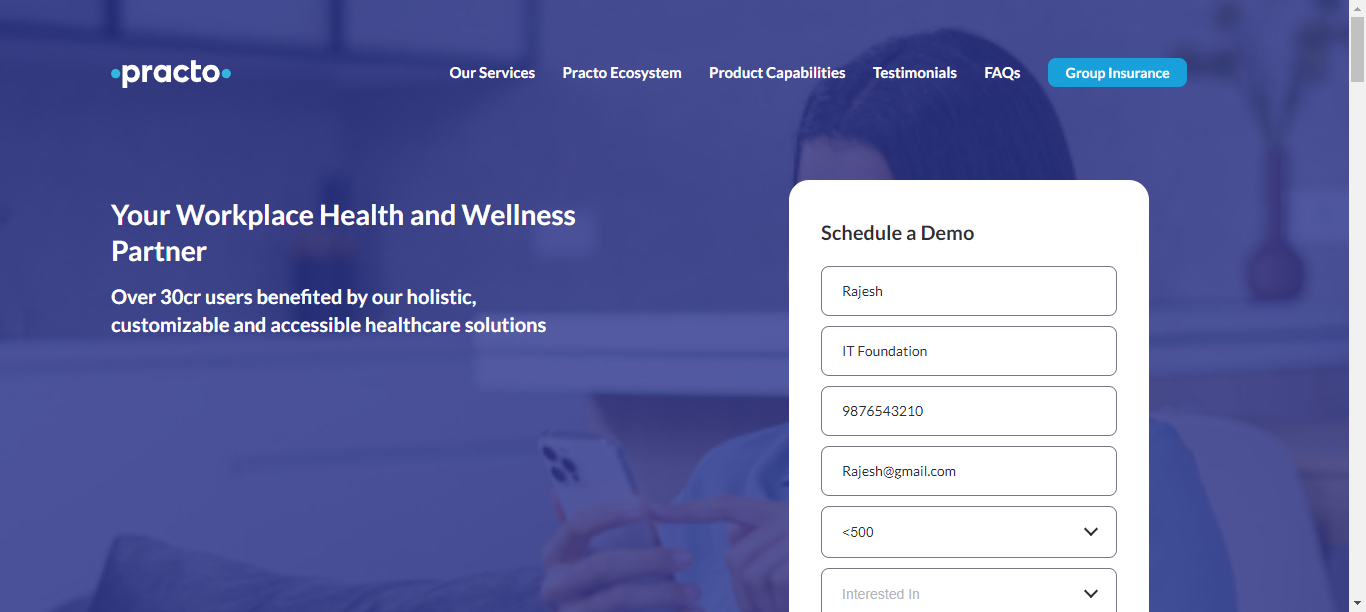 practo
Our Services
Practo Ecosystem
Product Capabilities
Testimonials
FAQs
Group Insurance
Your Workplace Health and Wellness
Partner
Over 30cr users benefited by our holistic,
customizable and accessible healthcare solutions
Schedule a Demo
Rajesh
IT Foundation
9876543210
Rajesh@gmail.com
<500
Interested In